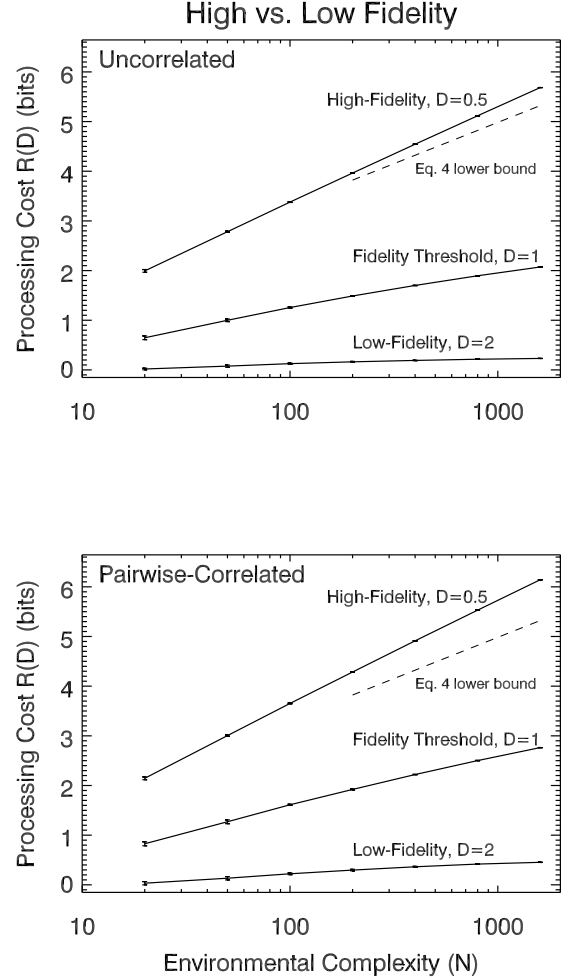 High vs. Low Fidelity
Uncorrelated
High-Fidelity, D=0.5
Eq. 4 lower bound
Fidelity Threshold, D=1
Low-Fidelity, D=2
Processing Cost R(D) (bits)
6
5
4
3
2
1
0
10 100 1000
Pairwise-Correlated
High-Fidelity, D=0.5
Eq. 4 lower bound
Fidelity Threshold, D=1
Low-Fidelity, D=2
Processing Cost R(D) (bits)
6
5
4
3
2
1
0
10 100 1000
Environmental Complexity (N)